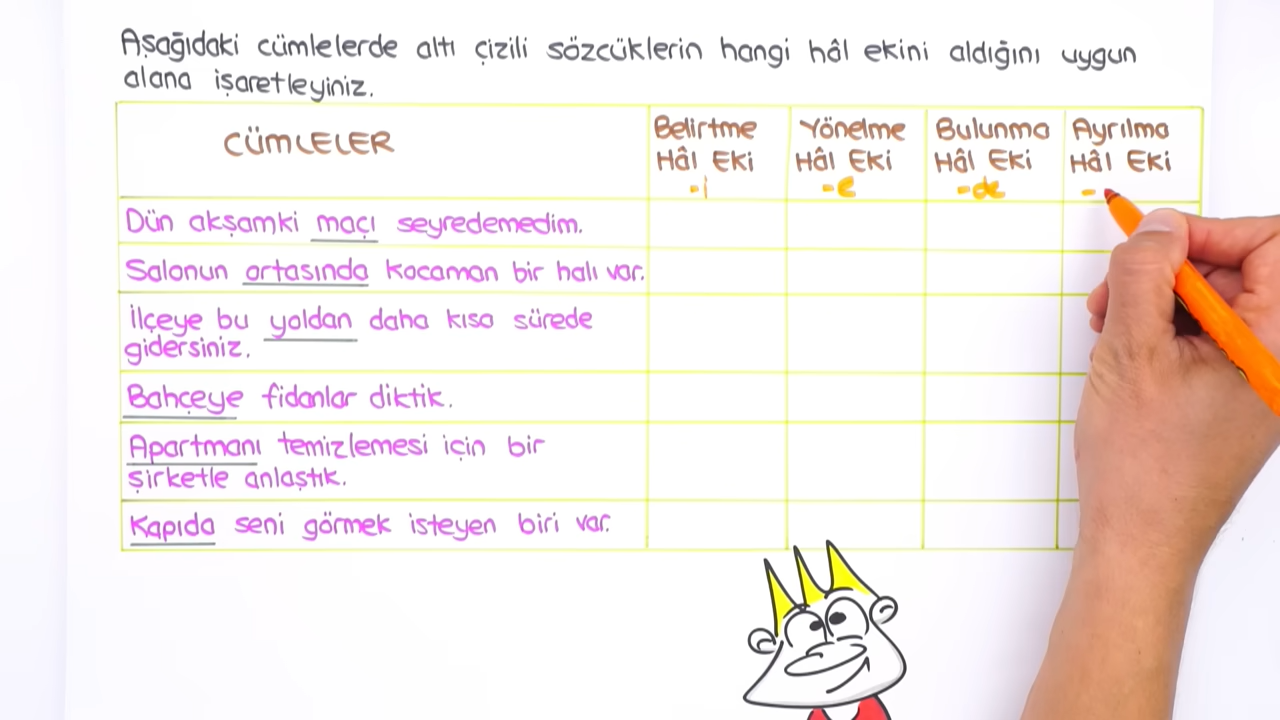 Aşağıdaki cümlelerde altı çizili sözcüklerin hangi hâl ekini aldığını uygun
alana işaretleyiniz.
CÜMLELER
Belirtme Hâl Eki -i
Yönelme Hâl Eki -e
Bulunma Hâl Eki -de
Ayrılma Hâl Eki -
Dün akşamki maçı seyredemedim.
Salonun ortasında kocaman bir halı var.
İlçeye bu yoldan daha kısa sürede
gidersiniz.
Bahçeye fidanlar diktik.
Apartmanı temizlemesi için bir
şirketle anlaştık.
Kapıda seni görmek isteyen biri var.